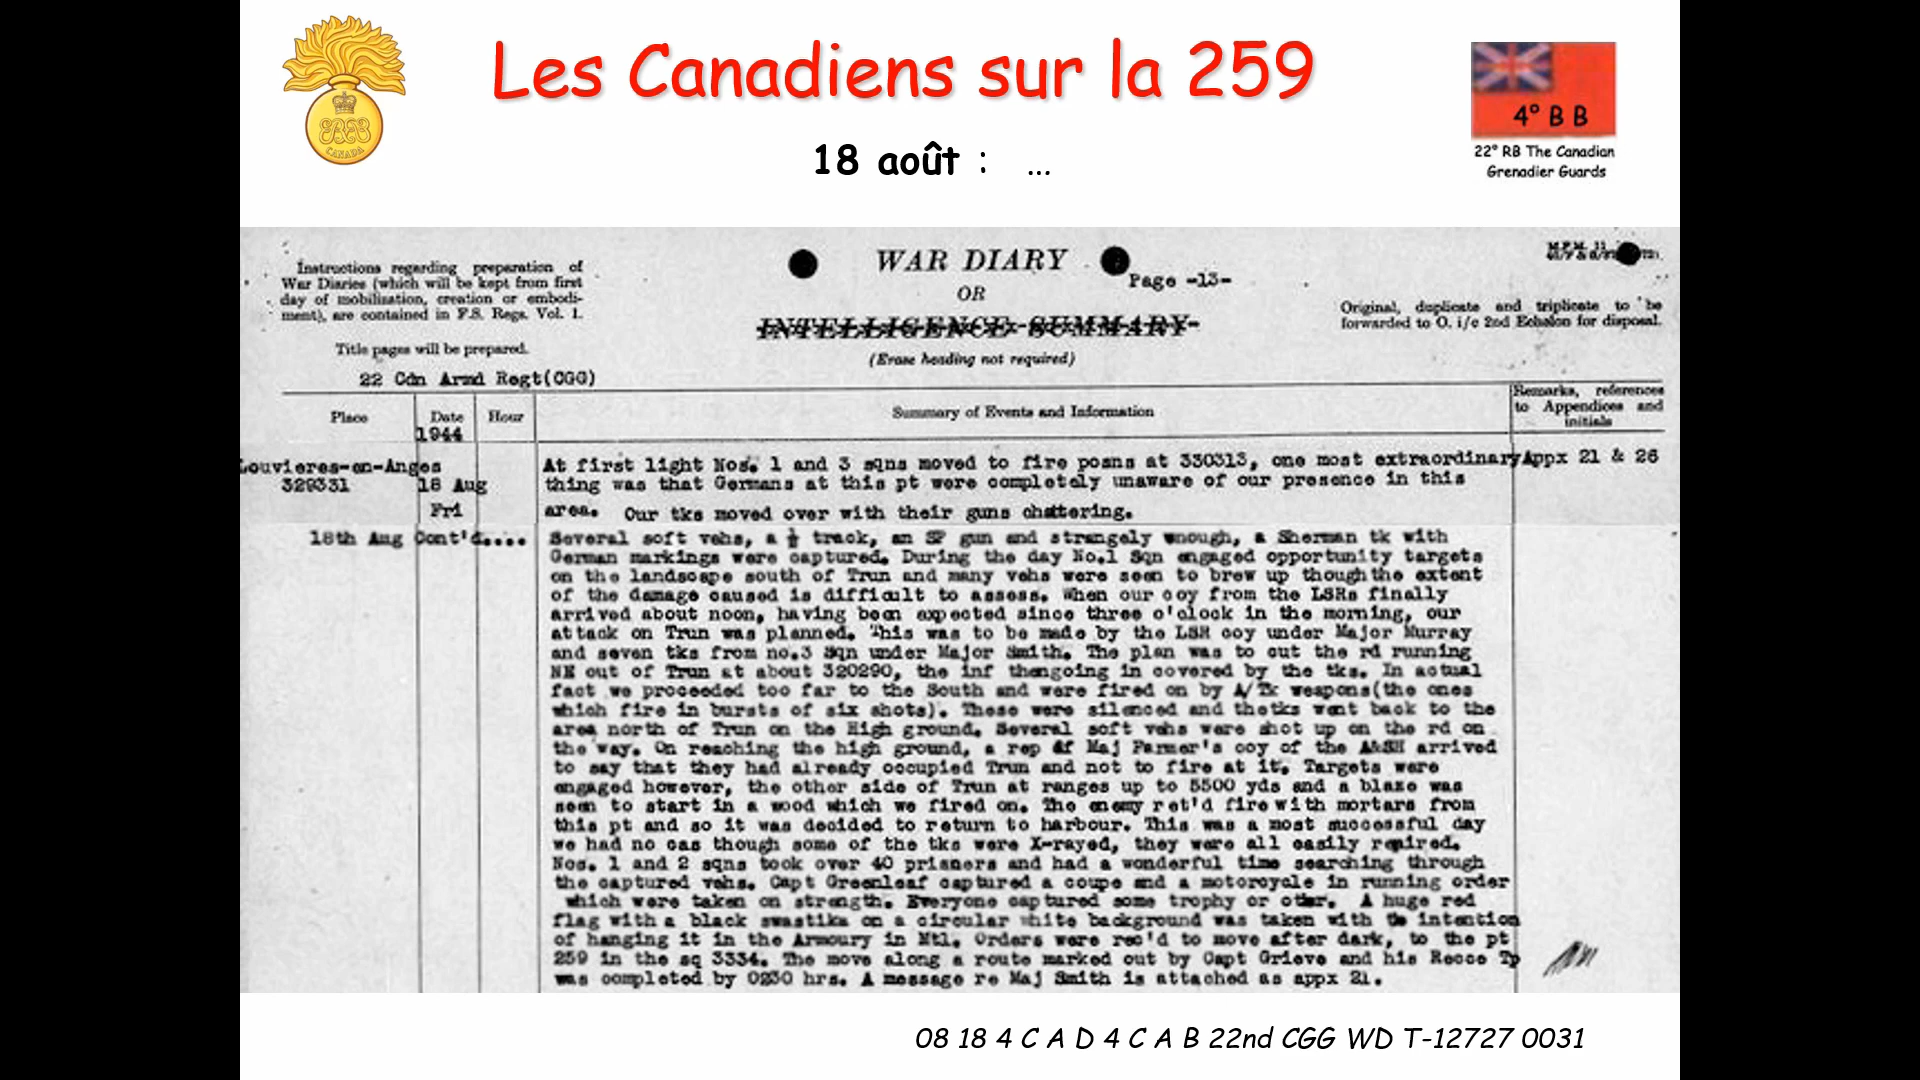 Les Canadiens sur la 259
18 août : ...
CANADA
4° B B
22° RB The Canadian
Grenadier Guards
Instructions regarding preparation of
War Diaries (which will be kept from first
day of mobilisation, creation or embodi-
ment), are contained in F.S. Regs. Vol. I.
Title pages will be prepared.
22 Cdn Armd Regt(CGG)
WAR DIARY
Page -13-
OR
INTELLIGENCE SUMMARY
(Erase heading not required)
M.F.M. 11
Original, duplicate and triplicate to be
forwarded to O. i/c 2nd Echelon for disposal.
Place Date Hour Summary of Events and Information
Remarks, references
to Appendices and
initials
1944
Louvieres-en-Anges
329331 18 Aug
Fri
At first light Nos. 1 and 3 sqns moved to fire posns at 330313, one most extraordinary Appx 21 & 26
thing was that Germans at this pt were completely unaware of our presence in this
area. Our tks moved over with their guns chattering.
18th Aug Cont'd....
Several soft vehs, a ½ track, an SP gun and strangely wnough, a Sherman tk with
German markings were captured. During the day No.1 Sqn engaged opportunity targets
on the landscape south of Trun and many vehs were seen to brew up thoughthe extent
of the damage caused is difficult to assess. When our coy from the LSRs finally
arrived about noon, having been expected since three o'clock in the morning, our
attack on Trun was planned. This was to be made by the LSR coy under Major Murray
and seven tks from no.3 Sqn under Major Smith. The plan was to cut the rd running
NE out of Trun at about 320290, the inf thengoing in covered by the tks. In actual
fact we proceeded too far to the South and were fired on by A/Tk weapons(the ones
which fire in bursts of six shots). These were silenced and thetks went back to the
area north of Trun on the High ground. Several soft vehs were shot up on the rd on
the way. On reaching the high ground, a rep of Maj Farmer's coy of the A&SH arrived
to say that they had already occupied Trun and not to fire at it. Targets were
engaged however, the other side of Trun at ranges up to 5500 yds and a blaze was
seen to start in a wood which we fired on. The enemy ret'd fire with mortars from
this pt and so it was decided to return to harbour. This was a most successful day
we had no cas though some of the tks were X-rayed, they were all easily repired.
Nos. 1 and 2 sqns took over 40 prisners and had a wonderful time searching through
the captured vehs. Capt Greenleaf captured a coupe and a motorcycle in running order
which were taken on strength. Everyone captured some trophy or other. A huge red
flag with a black swastika on a circular white background was taken with the intention
of hanging it in the Armoury in Mtl. Orders were rec'd to move after dark, to the pt
259 in the sq 3334. The move along a route marked out by Capt Grieve and his Recce Tp
was completed by 0230 hrs. A message re Maj Smith is attached as appx 21.
08 18 4 C A D 4 C A B 22nd CGG WD T-12727 0031